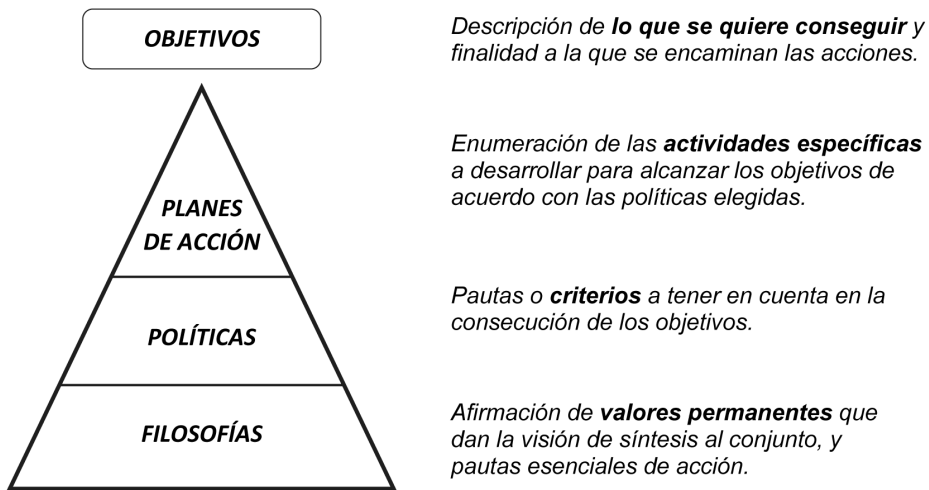 OBJETIVOS
Descripción de lo que se quiere conseguir y
finalidad a la que se encaminan las acciones.
PLANES
DE ACCIÓN
Enumeración de las actividades específicas
a desarrollar para alcanzar los objetivos de
acuerdo con las políticas elegidas.
POLÍTICAS
Pautas o criterios a tener en cuenta en la
consecución de los objetivos.
FILOSOFÍAS
Afirmación de valores permanentes que
dan la visión de síntesis al conjunto, y
pautas esenciales de acción.